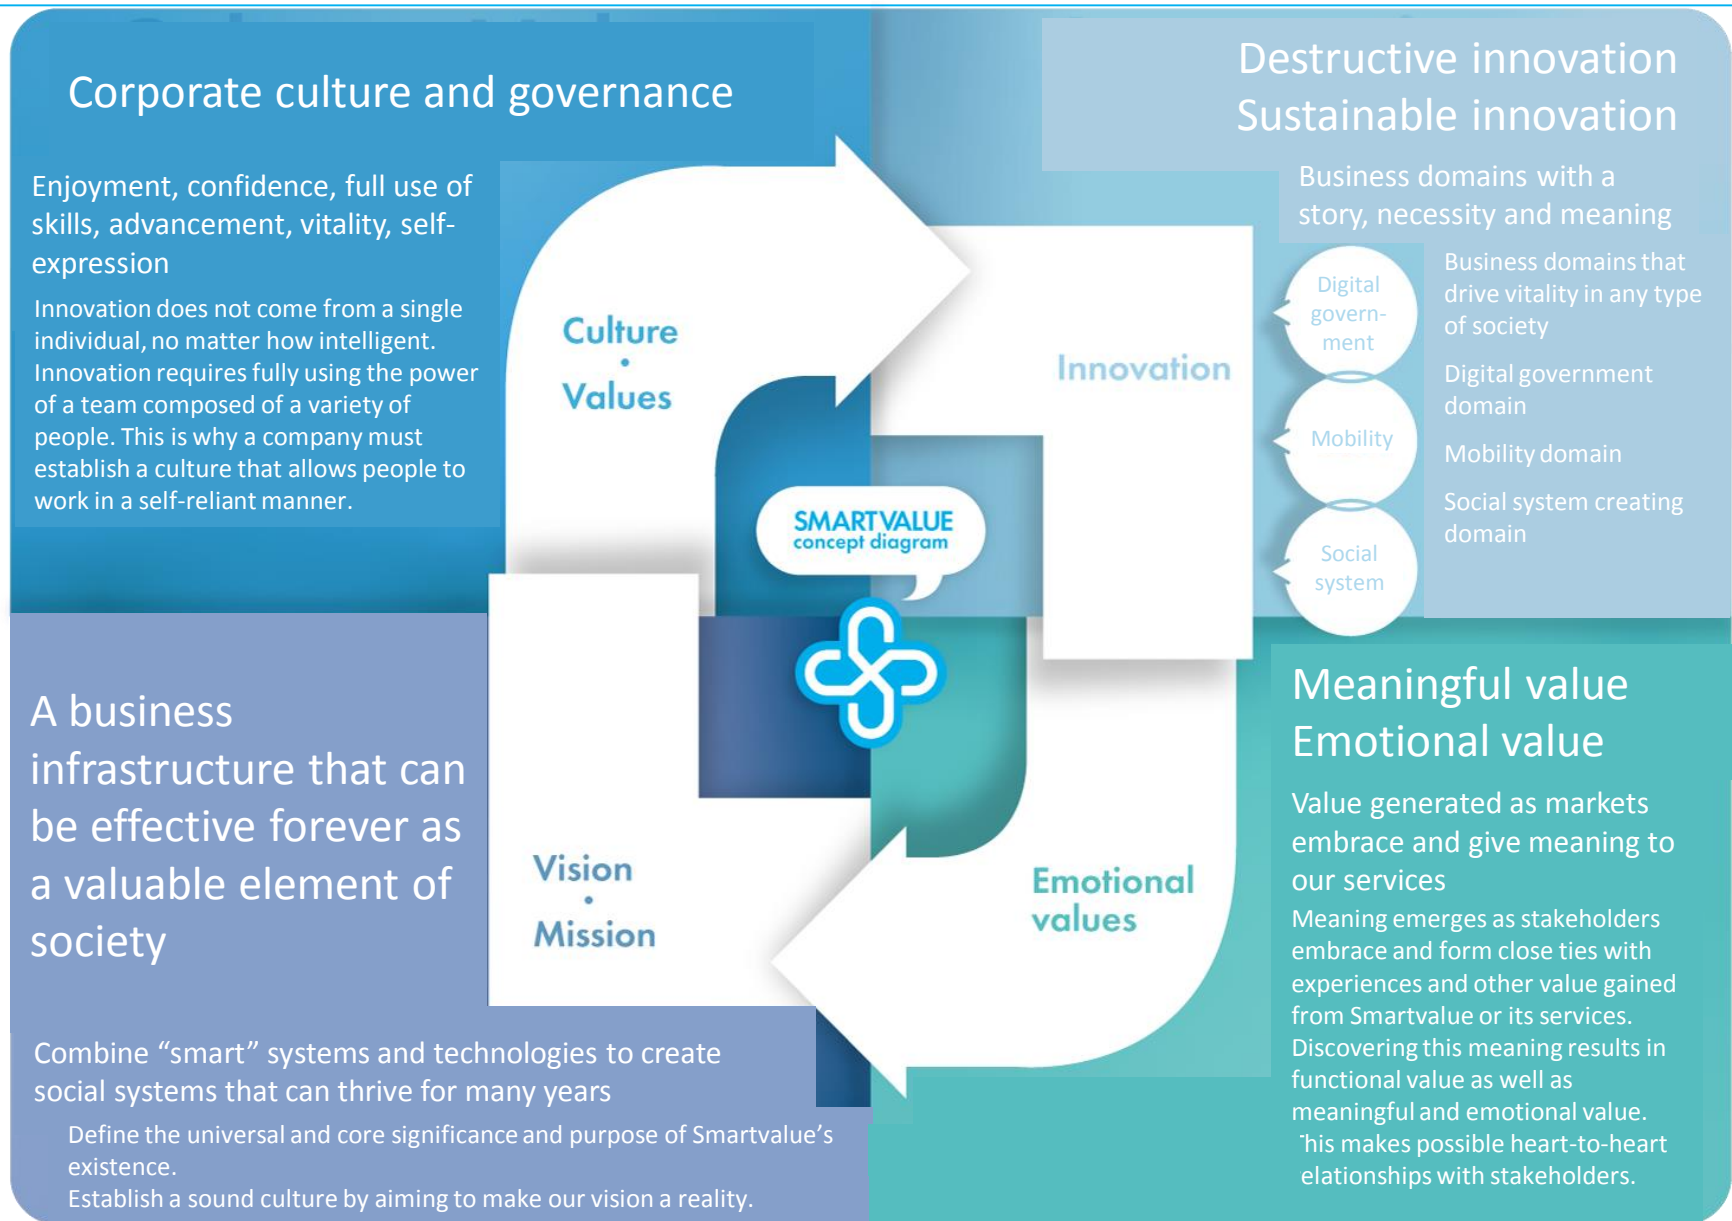 Corporate culture and governance
Enjoyment, confidence, full use of
skills, advancement, vitality, self-
expression
Innovation does not come from a single
individual, no matter how intelligent.
Innovation requires fully using the power
of a team composed of a variety of
people. This is why a company must
establish a culture that allows people to
work in a self-reliant manner.
Culture
・
Values
Destructive innovation
Sustainable innovation
Business domains with a
story, necessity and meaning
Innovation
Digital
govern-
ment
Mobility
Social
system
Business domains that
drive vitality in any type
of society
Digital government
domain
Mobility domain
Social system creating
domain
SMARTVALUE
concept diagram
A business
infrastructure that can
be effective forever as
a valuable element of
society
Vision
・
Mission
Combine “smart” systems and technologies to create
social systems that can thrive for many years
Define the universal and core significance and purpose of Smartvalue’s
existence.
Establish a sound culture by aiming to make our vision a reality.
Emotional
values
Meaningful value
Emotional value
Value generated as markets
embrace and give meaning to
our services
Meaning emerges as stakeholders
embrace and form close ties with
experiences and other value gained
from Smartvalue or its services.
Discovering this meaning results in
functional value as well as
meaningful and emotional value.
his makes possible heart-to-heart
elationships with stakeholders.